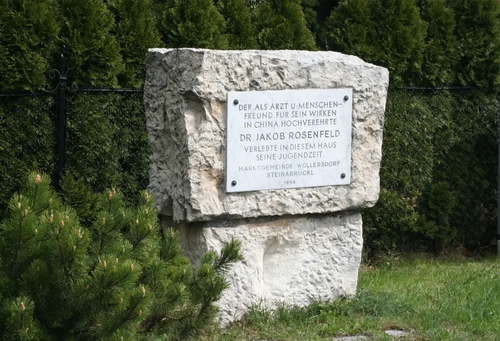 DER ALS ARZT U. MENSCHEN-
FREUND, FÜR SEIN WIRKEN
IN CHINA HOCHVEREHRTE
DR. JAKOB ROSENFELD
VERLEBTE IN DIESEM HAUS
SEINE JUGENDZEIT.
MARKTGEMEINDE WÖLLERSDORF
STEINABRÜCKL